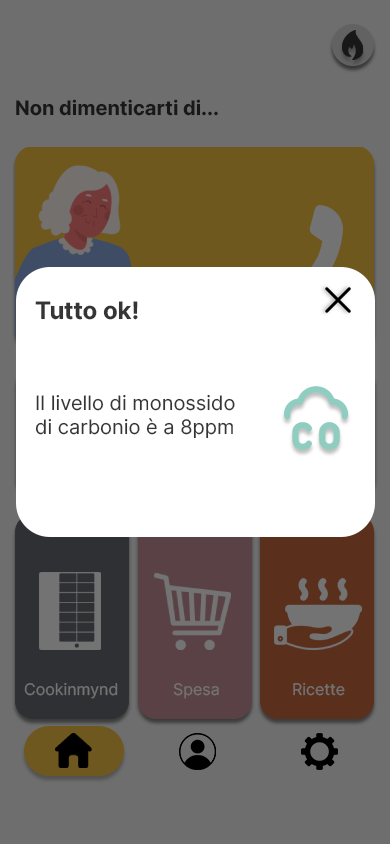 Non dimenticarti di...
Tutto ok!
Il livello di monossido
di carbonio è a 8ppm
CO
Cookinmynd
Spesa
Ricette